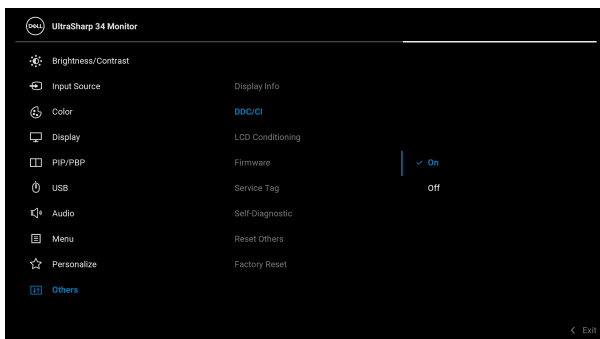 DELL UltraSharp 34 Monitor
Brightness/Contrast
Input Source
Display Info
Color
DDC/CI
Display
LCD Conditioning
PIP/PBP
Firmware
On
USB
Service Tag
Off
Audio
Self-Diagnostic
Menu
Reset Others
Personalize
Factory Reset
Others
Exit